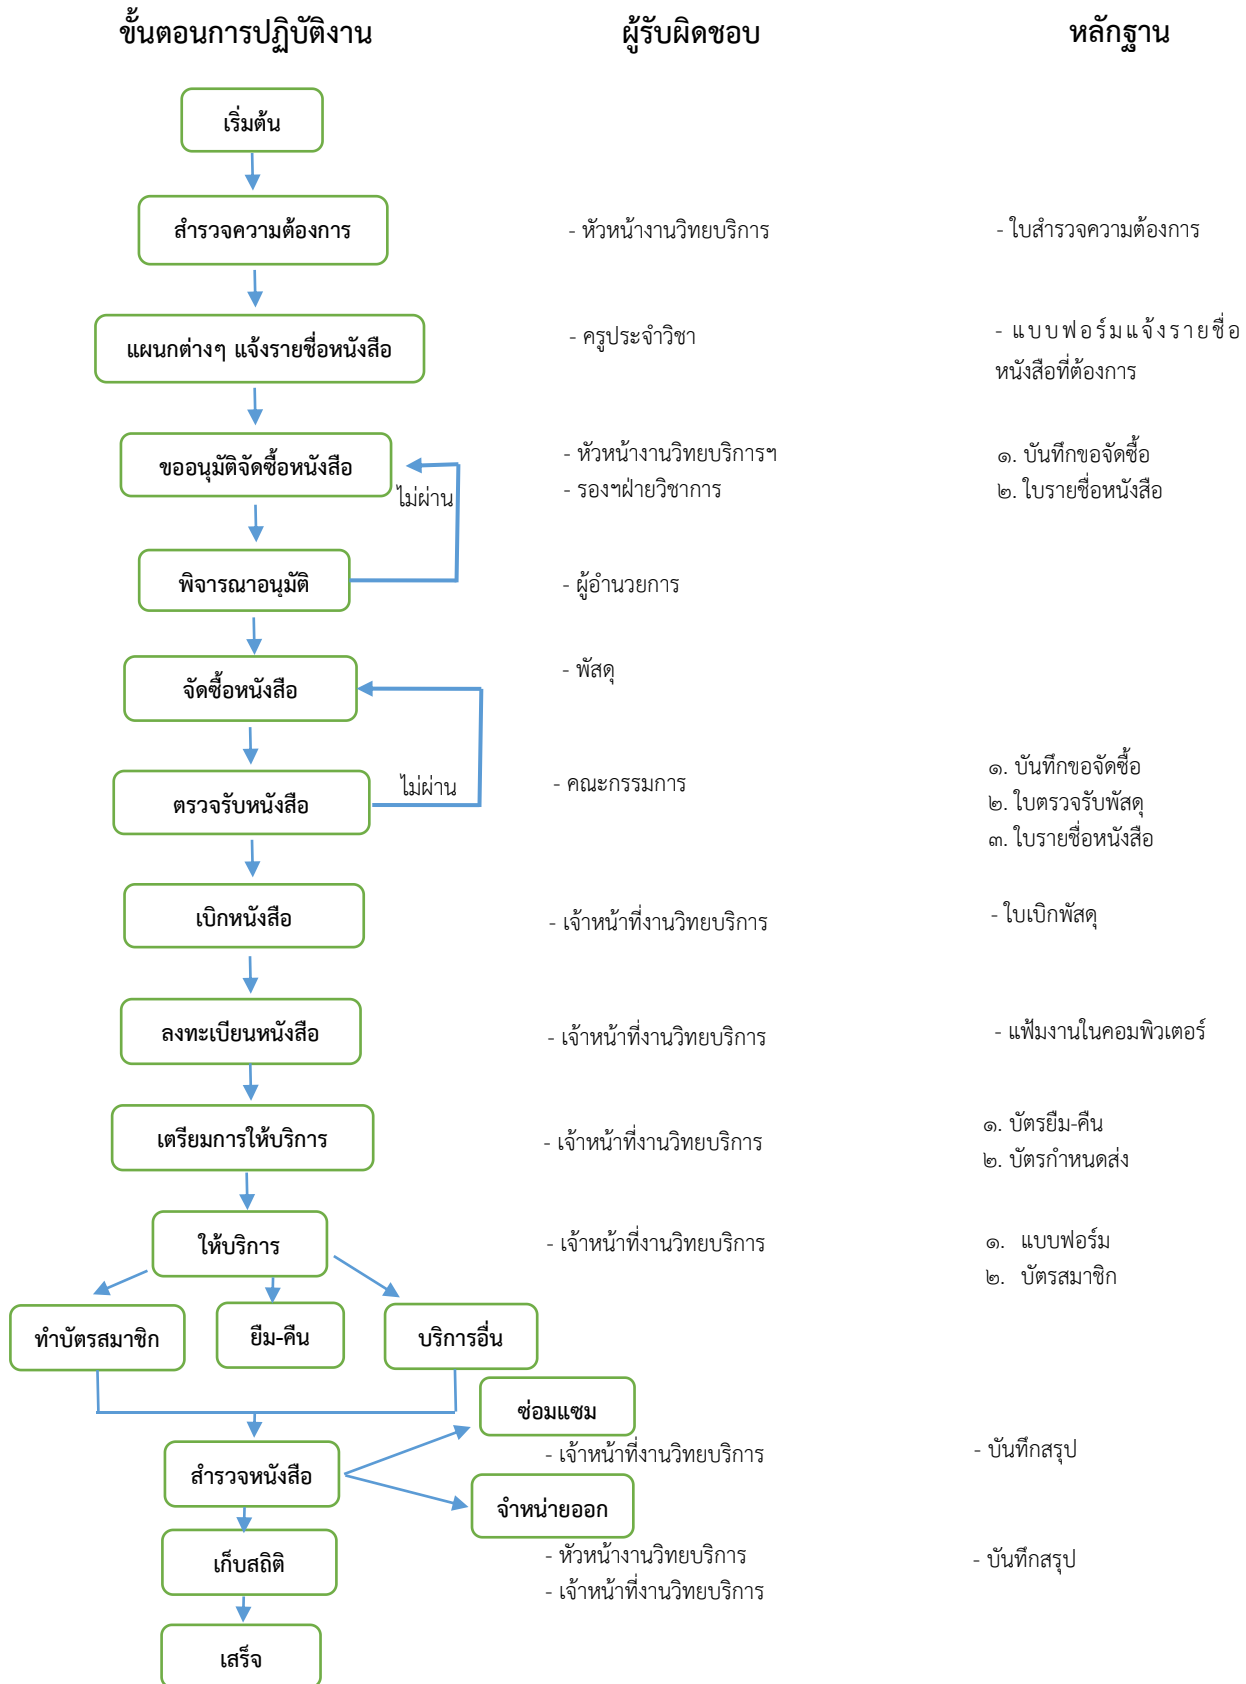 ขั้นตอนการปฏิบัติงาน ผู้รับผิดชอบ หลักฐาน
เริ่มต้น
สำรวจความต้องการ - หัวหน้างานวิทยบริการ - ใบสำรวจความต้องการ
แผนกต่างๆ แจ้งรายชื่อหนังสือ - ครูประจำวิชา - แบบฟอร์มแจ้งรายชื่อ
หนังสือที่ต้องการ
ขออนุมัติจัดซื้อหนังสือ - หัวหน้างานวิทยบริการฯ ๑. บันทึกขอจัดซื้อ
ไม่ผ่าน - รองฯฝ่ายวิชาการ ๒. ใบรายชื่อหนังสือ
พิจารณาอนุมัติ - ผู้อำนวยการ
จัดซื้อหนังสือ - พัสดุ
๑. บันทึกขอจัดซื้อ
ไม่ผ่าน - คณะกรรมการ
ตรวจรับหนังสือ ๒. ใบตรวจรับพัสดุ
๓. ใบรายชื่อหนังสือ
เบิกหนังสือ - เจ้าหน้าที่งานวิทยบริการ - ใบเบิกพัสดุ
ลงทะเบียนหนังสือ - เจ้าหน้าที่งานวิทยบริการ - แฟ้มงานในคอมพิวเตอร์
เตรียมการให้บริการ - เจ้าหน้าที่งานวิทยบริการ ๑. บัตรยืม-คืน
๒. บัตรกำหนดส่ง
ให้บริการ - เจ้าหน้าที่งานวิทยบริการ ๑. แบบฟอร์ม
๒. บัตรสมาชิก
ทำบัตรสมาชิก ยืม-คืน บริการอื่น
ซ่อมแซม
สำรวจหนังสือ - เจ้าหน้าที่งานวิทยบริการ - บันทึกสรุป
จำหน่ายออก
เก็บสถิติ - หัวหน้างานวิทยบริการ - บันทึกสรุป
- เจ้าหน้าที่งานวิทยบริการ
เสร็จ